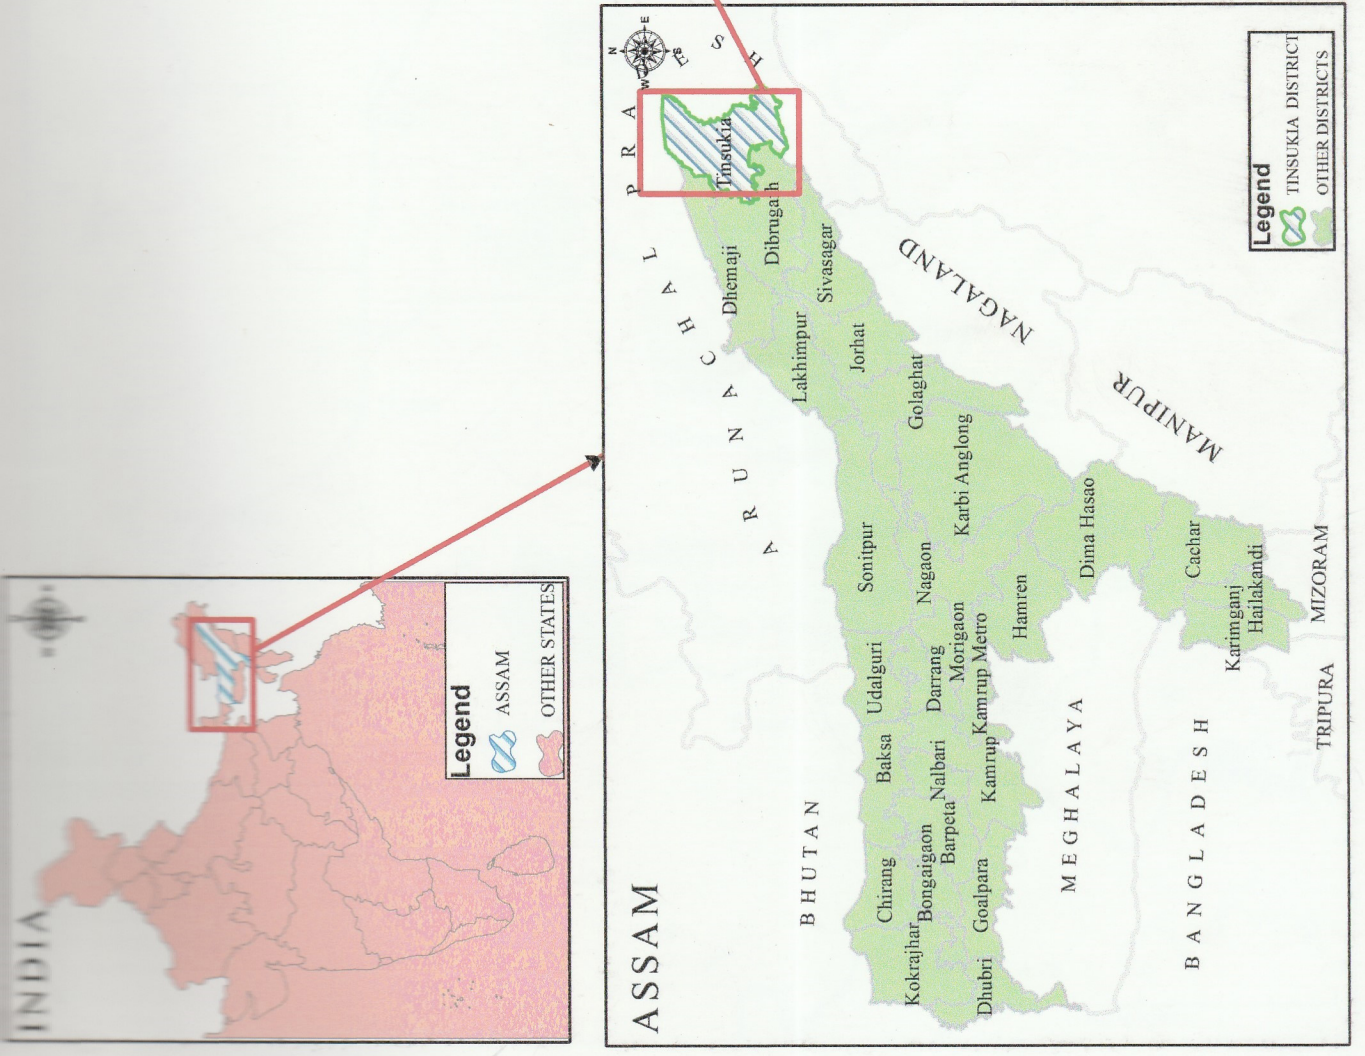 INDIA
Legend
ASSAM
OTHER STATES
ASSAM
N
E
S
W
ARUNACHAL PRADESH
BHUTAN
NAGALAND
MANIPUR
MIZORAM
TRIPURA
MEGHALAYA
BANGLADESH
Tinsukia
Dibrugarh
Dhemaji
Sivasagar
Lakhimpur
Jorhat
Golaghat
Karbi Anglong
Sonitpur
Nagaon
Dima Hasao
Cachar
Hailakandi
Karimganj
Hamren
Morigaon
Kamrup Metro
Darrang
Udalguri
Baksa
Nalbari
Kamrup
Barpeta
Bongaigaon
Chirang
Goalpara
Kokrajhar
Dhubri
Legend
TINSUKIA DISTRICT
OTHER DISTRICTS